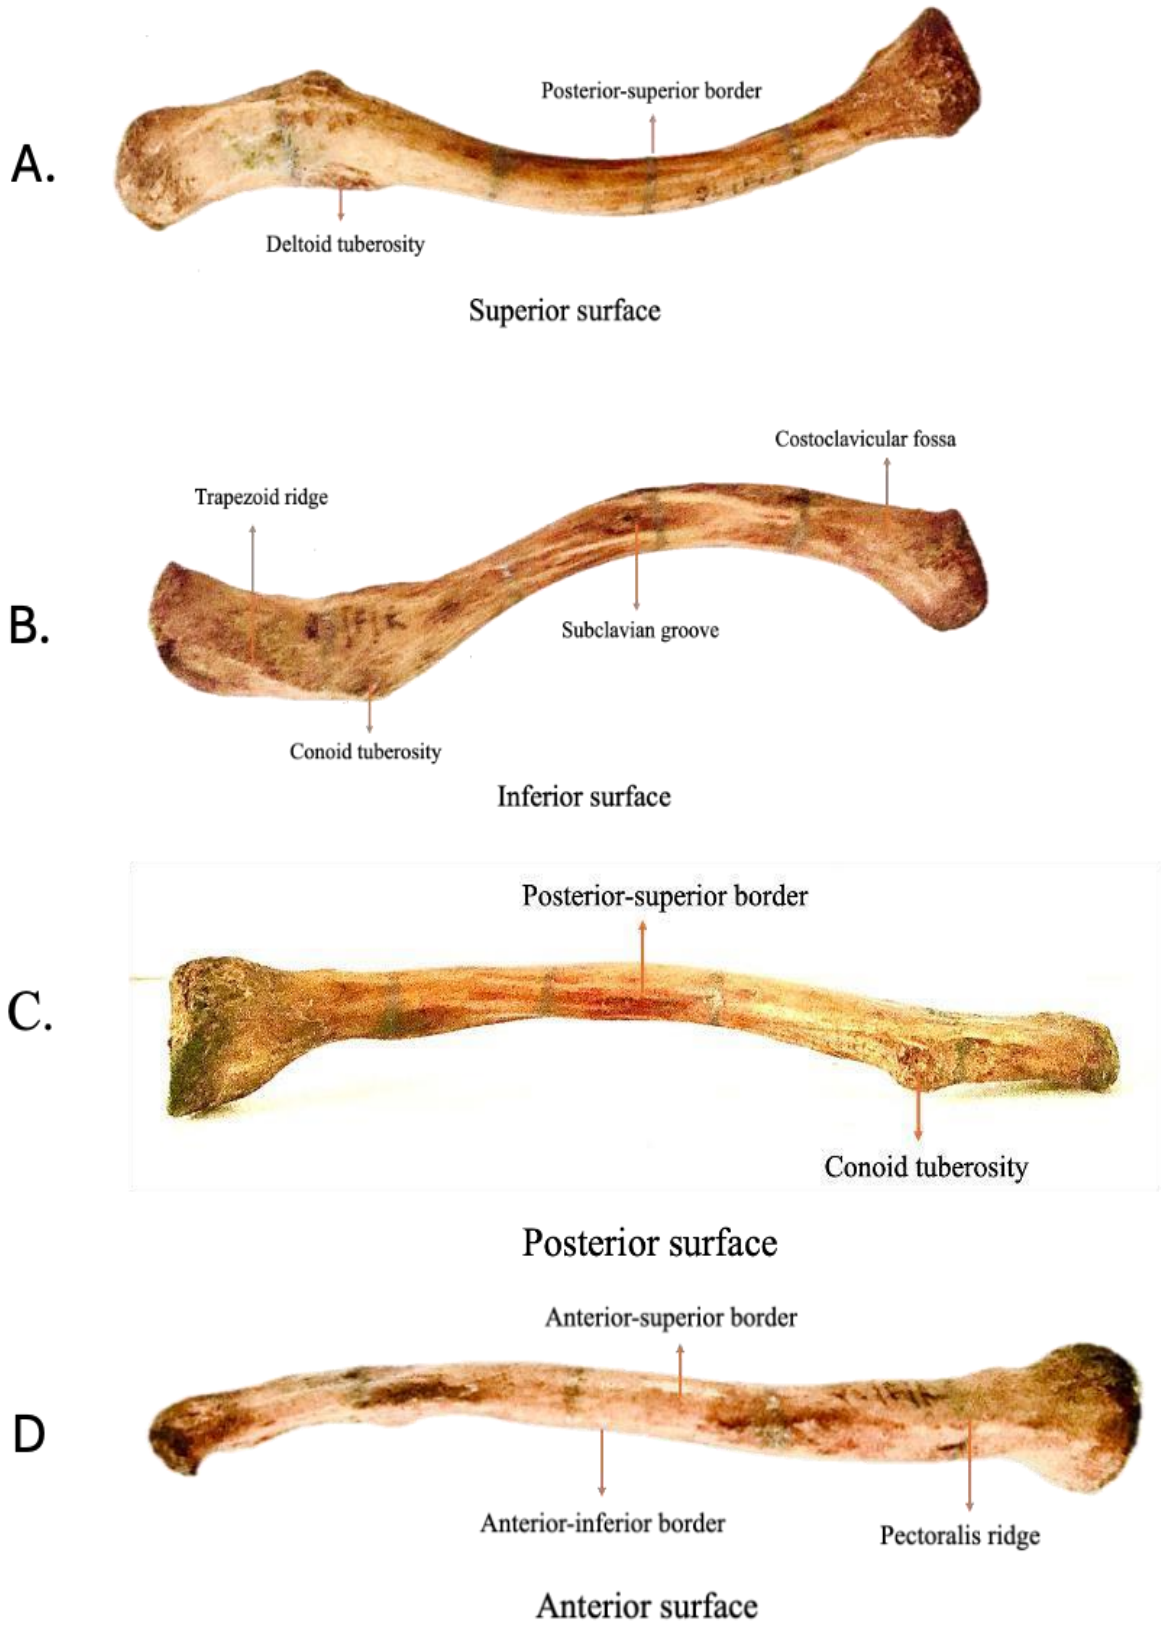 Posterior-superior border
A.
Deltoid tuberosity
Superior surface
Costoclavicular fossa
Trapezoid ridge
B.
Subclavian groove
Conoid tuberosity
Inferior surface
Posterior-superior border
C.
Conoid tuberosity
Posterior surface
Anterior-superior border
D
Anterior-inferior border
Pectoralis ridge
Anterior surface